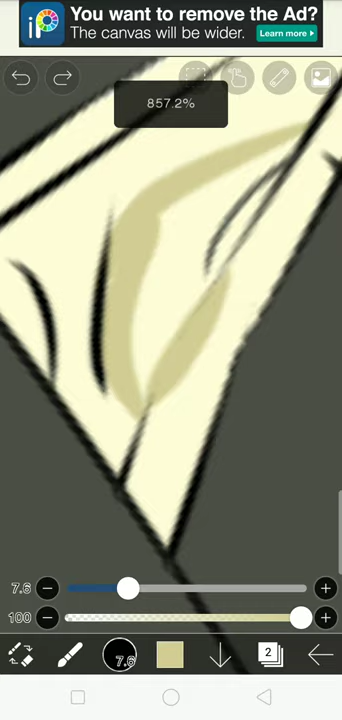 iP
You want to remove the Ad?
The canvas will be wider.
Learn more ►
857.2%
7.6
100
7.6
2